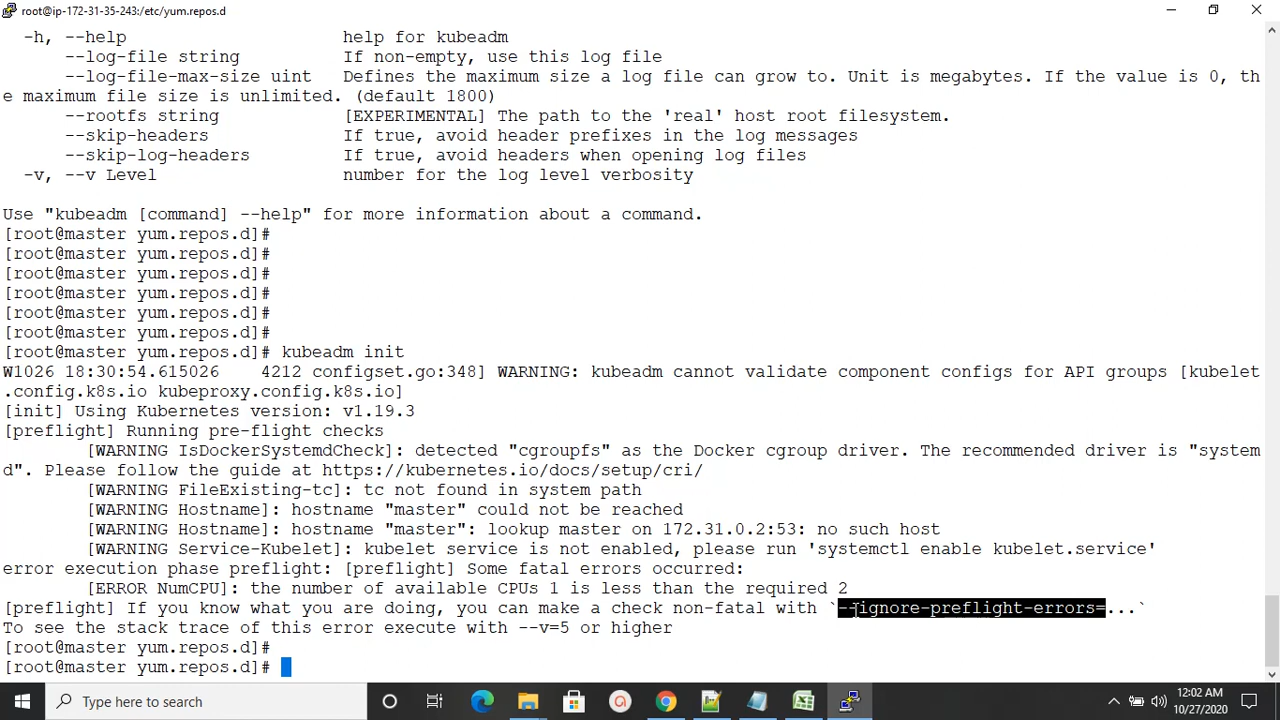 root@ip-172-31-35-243:/etc/yum.repos.d
-h, --help help for kubeadm
--log-file string If non-empty, use this log file
--log-file-max-size uint Defines the maximum size a log file can grow to. Unit is megabytes. If the value is 0, th
e maximum file size is unlimited. (default 1800)
--rootfs string [EXPERIMENTAL] The path to the 'real' host root filesystem.
--skip-headers If true, avoid header prefixes in the log messages
--skip-log-headers If true, avoid headers when opening log files
-v, --v Level number for the log level verbosity
Use "kubeadm [command] --help" for more information about a command.
[root@master yum.repos.d]#
[root@master yum.repos.d]#
[root@master yum.repos.d]#
[root@master yum.repos.d]#
[root@master yum.repos.d]#
[root@master yum.repos.d]#
[root@master yum.repos.d]# kubeadm init
W1026 18:30:54.615026 4212 configset.go:348] WARNING: kubeadm cannot validate component configs for API groups [kubelet
.config.k8s.io kubeproxy.config.k8s.io]
[init] Using Kubernetes version: v1.19.3
[preflight] Running pre-flight checks
[WARNING IsDockerSystemdCheck]: detected "cgroupfs" as the Docker cgroup driver. The recommended driver is "system
d". Please follow the guide at https://kubernetes.io/docs/setup/cri/
[WARNING FileExisting-tc]: tc not found in system path
[WARNING Hostname]: hostname "master" could not be reached
[WARNING Hostname]: hostname "master": lookup master on 172.31.0.2:53: no such host
[WARNING Service-Kubelet]: kubelet service is not enabled, please run 'systemctl enable kubelet.service'
error execution phase preflight: [preflight] Some fatal errors occurred:
[ERROR NumCPU]: the number of available CPUs 1 is less than the required 2
[preflight] If you know what you are doing, you can make a check non-fatal with `--ignore-preflight-errors=...`
To see the stack trace of this error execute with --v=5 or higher
[root@master yum.repos.d]#
[root@master yum.repos.d]#
Type here to search
12:02 AM
10/27/2020